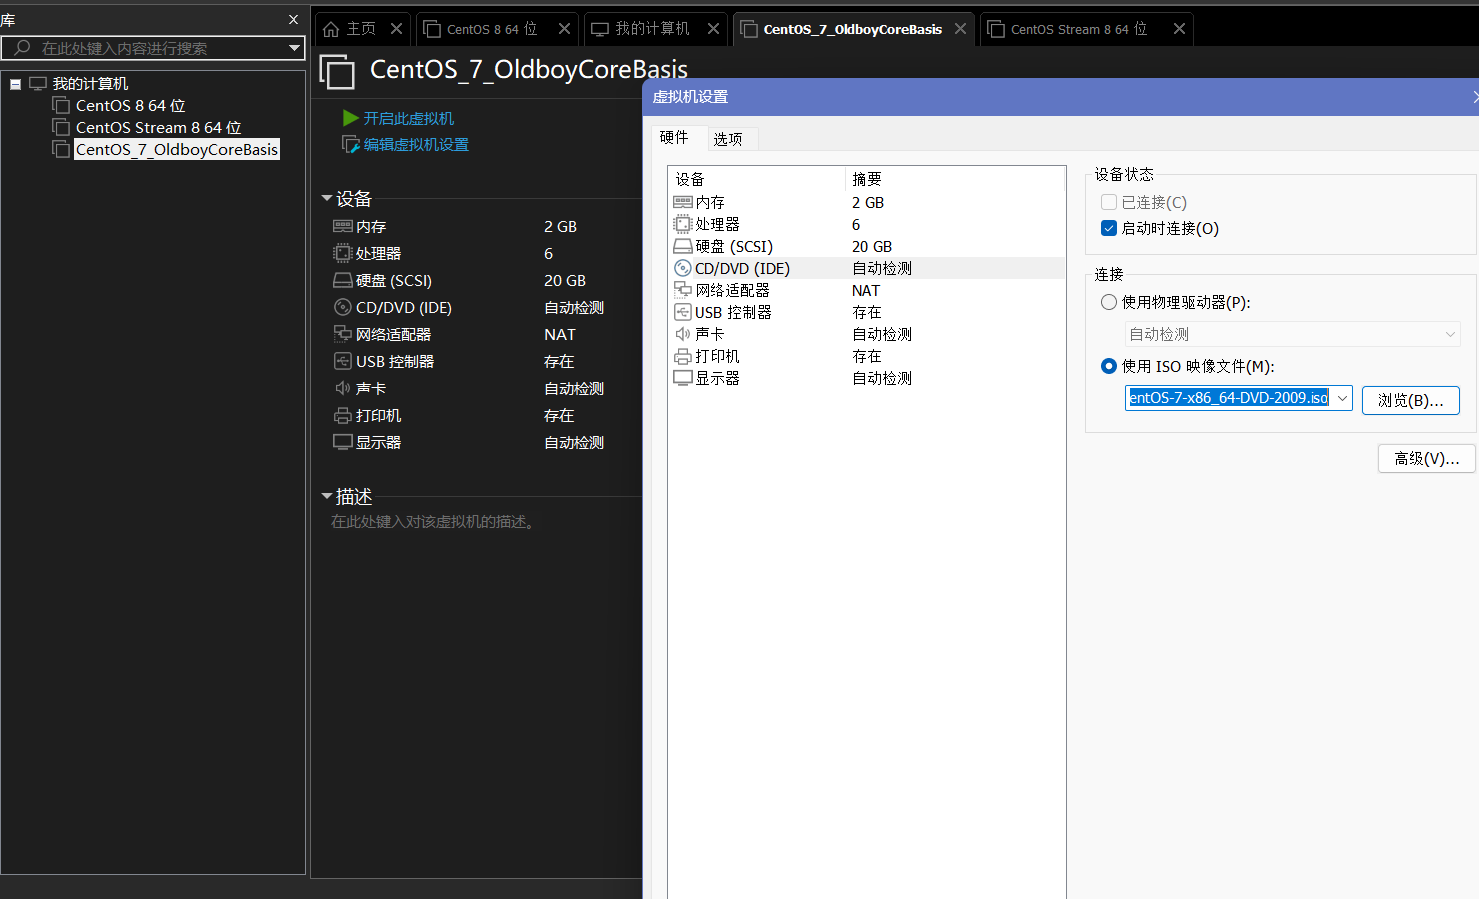 库
在此处键入内容进行搜索
我的计算机
CentOS 8 64 位
CentOS Stream 8 64 位
CentOS_7_OldboyCoreBasis
主页
CentOS 8 64 位
我的计算机
CentOS_7_OldboyCoreBasis
CentOS Stream 8 64 位
CentOS_7_OldboyCoreBasis
开启此虚拟机
编辑虚拟机设置
设备
内存 2 GB
处理器 6
硬盘 (SCSI) 20 GB
CD/DVD (IDE) 自动检测
网络适配器 NAT
USB 控制器 存在
声卡 自动检测
打印机 存在
显示器 自动检测
描述
在此处键入对该虚拟机的描述。
虚拟机设置
硬件 选项
设备 摘要
内存 2 GB
处理器 6
硬盘 (SCSI) 20 GB
CD/DVD (IDE) 自动检测
网络适配器 NAT
USB 控制器 存在
声卡 自动检测
打印机 存在
显示器 自动检测
设备状态
已连接(C)
启动时连接(O)
连接
使用物理驱动器(P):
自动检测
使用 ISO 映像文件(M):
entOS-7-x86_64-DVD-2009.iso
浏览(B)...
高级(V)...